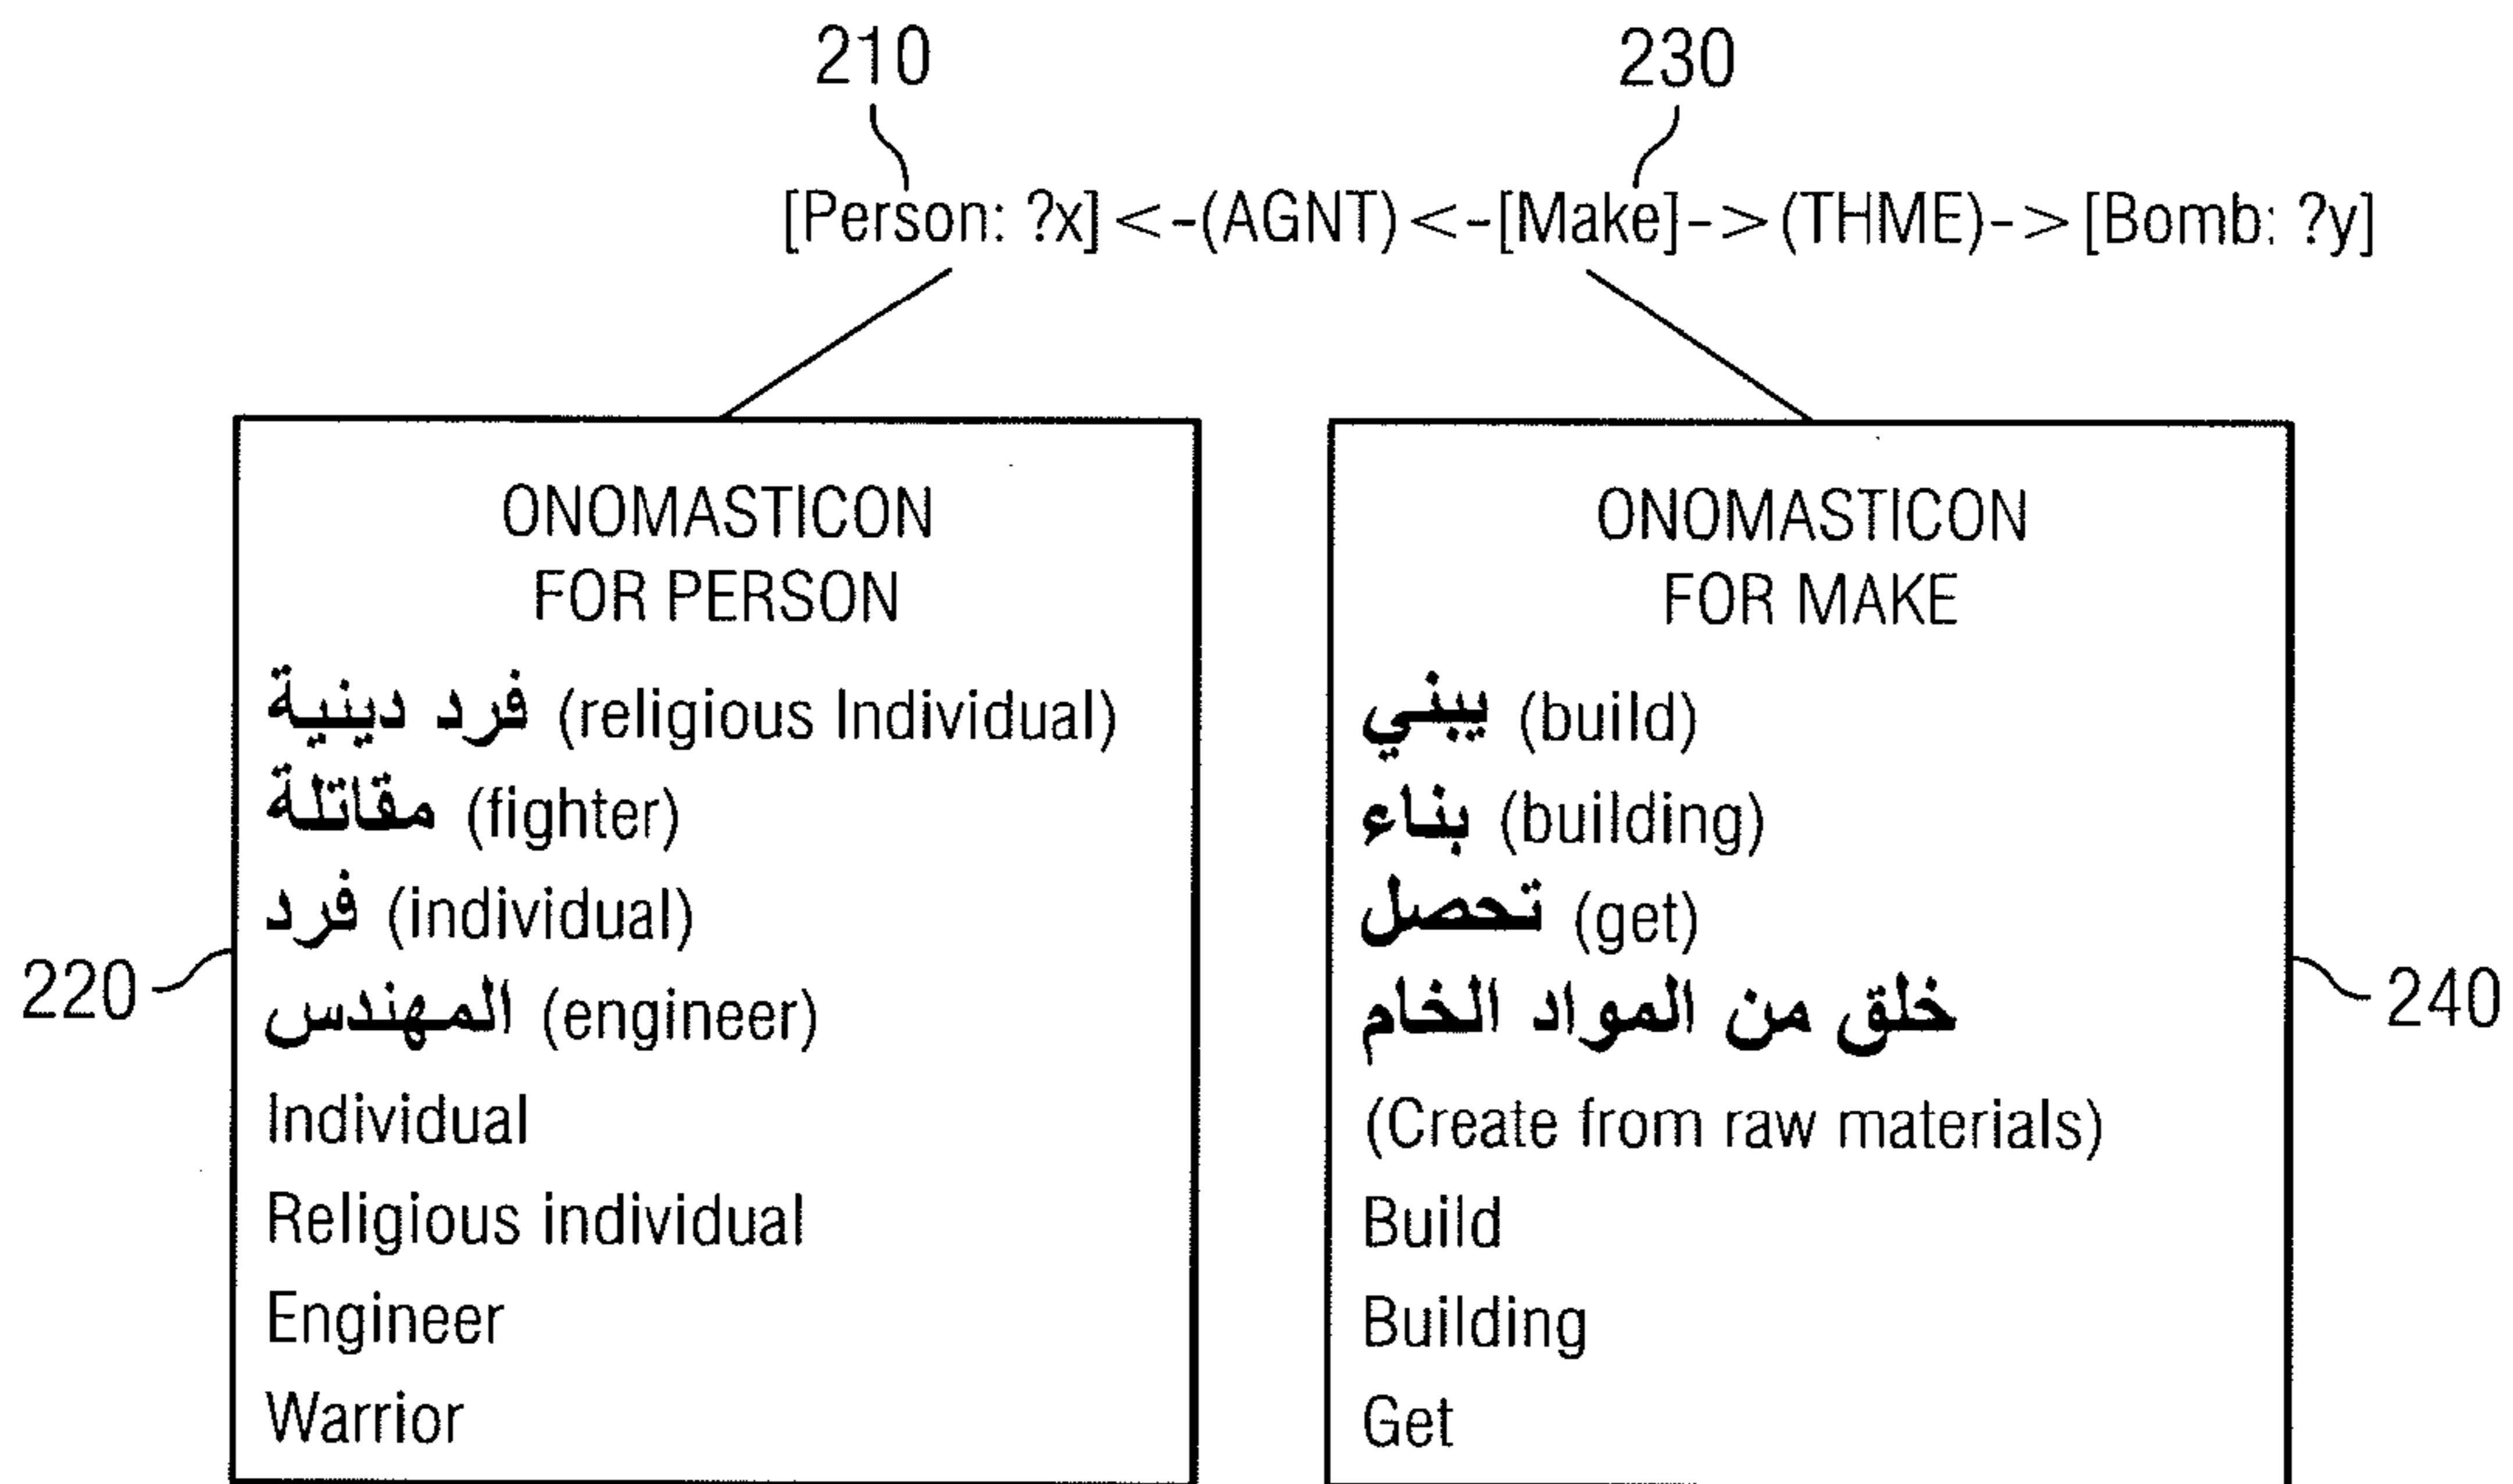 210
230
[Person: ?x]<-(AGNT)<-[Make]->(THME)->[Bomb: ?y]
ONOMASTICON
FOR PERSON
فرد دينية (religious Individual)
مقاتلة (fighter)
فرد (individual)
المهندس (engineer)
Individual
Religious individual
Engineer
Warrior
220
ONOMASTICON
FOR MAKE
يبني (build)
بناء (building)
تحصل (get)
خلق من المواد الخام
(Create from raw materials)
Build
Building
Get
240